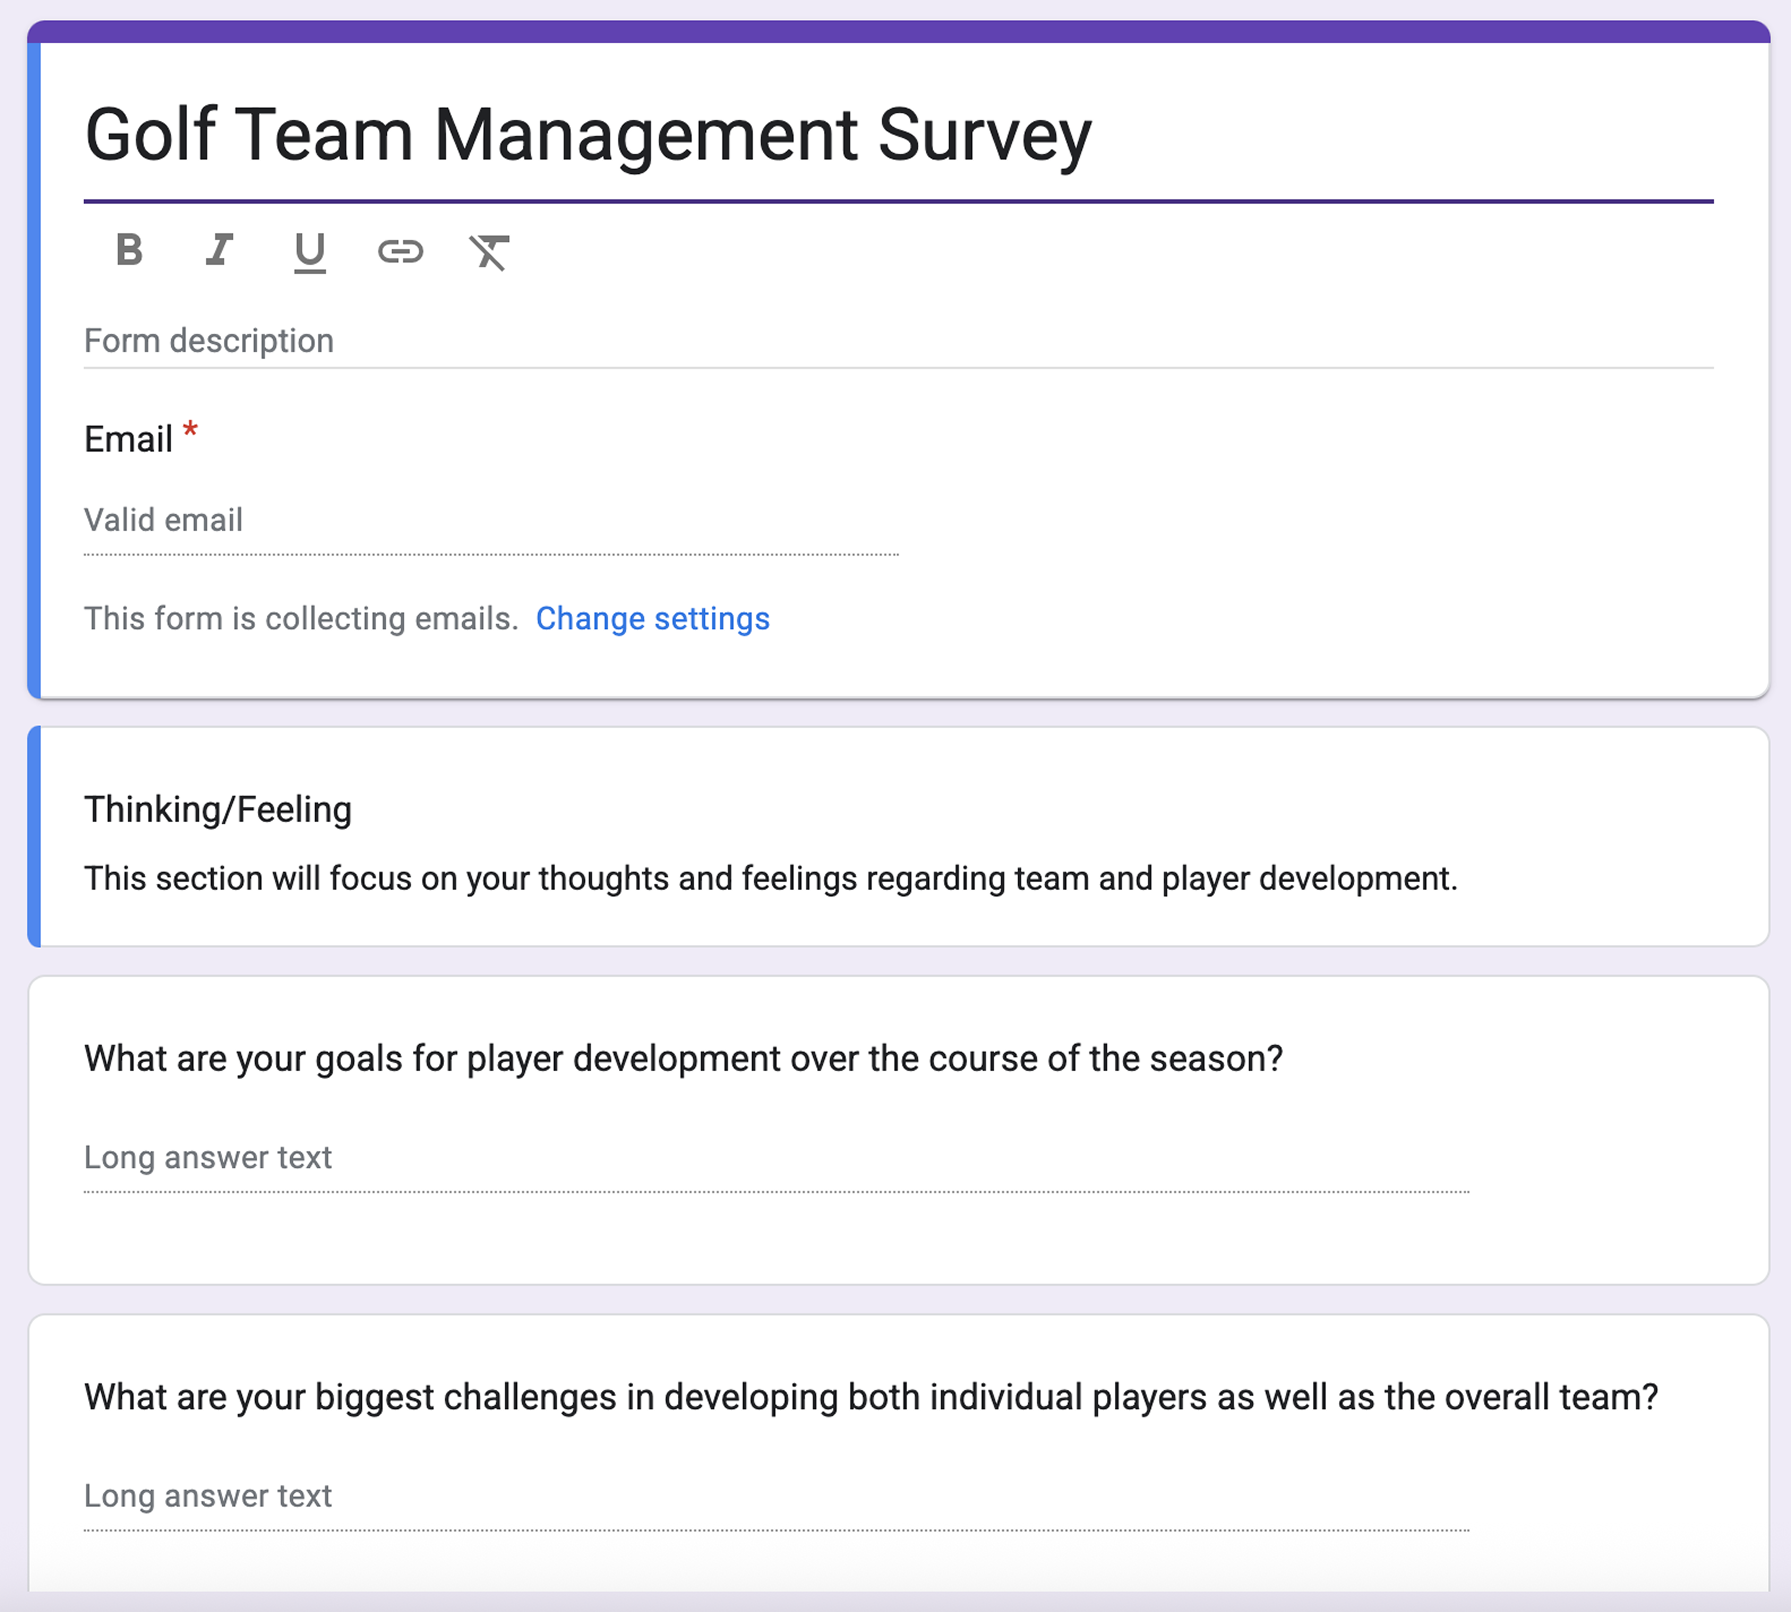 Golf Team Management Survey
B I U
Form description
Email *
Valid email
This form is collecting emails. Change settings
Thinking/Feeling
This section will focus on your thoughts and feelings regarding team and player development.
What are your goals for player development over the course of the season?
Long answer text
What are your biggest challenges in developing both individual players as well as the overall team?
Long answer text